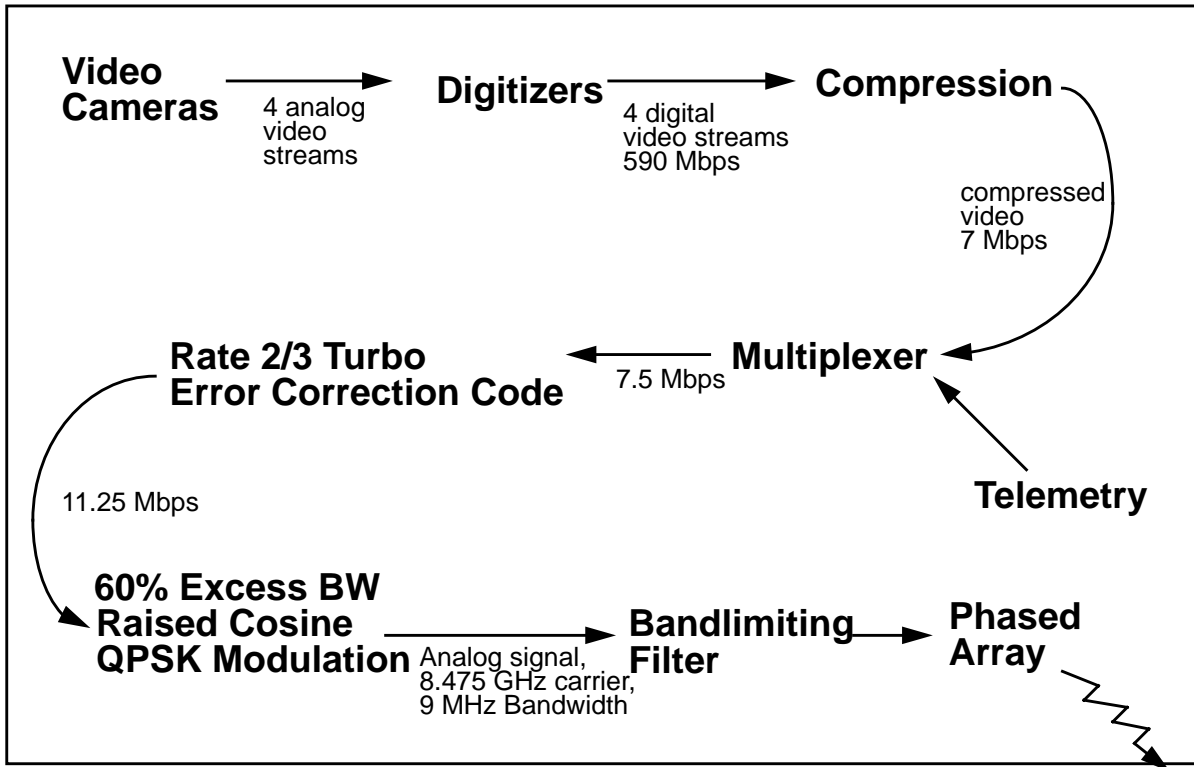 Video
Cameras
4 analog
video
streams
Digitizers
4 digital
video streams
590 Mbps
Compression
compressed
video
7 Mbps
Multiplexer
7.5 Mbps
Telemetry
Rate 2/3 Turbo
Error Correction Code
11.25 Mbps
60% Excess BW
Raised Cosine
QPSK Modulation
Analog signal,
8.475 GHz carrier,
9 MHz Bandwidth
Bandlimiting
Filter
Phased
Array